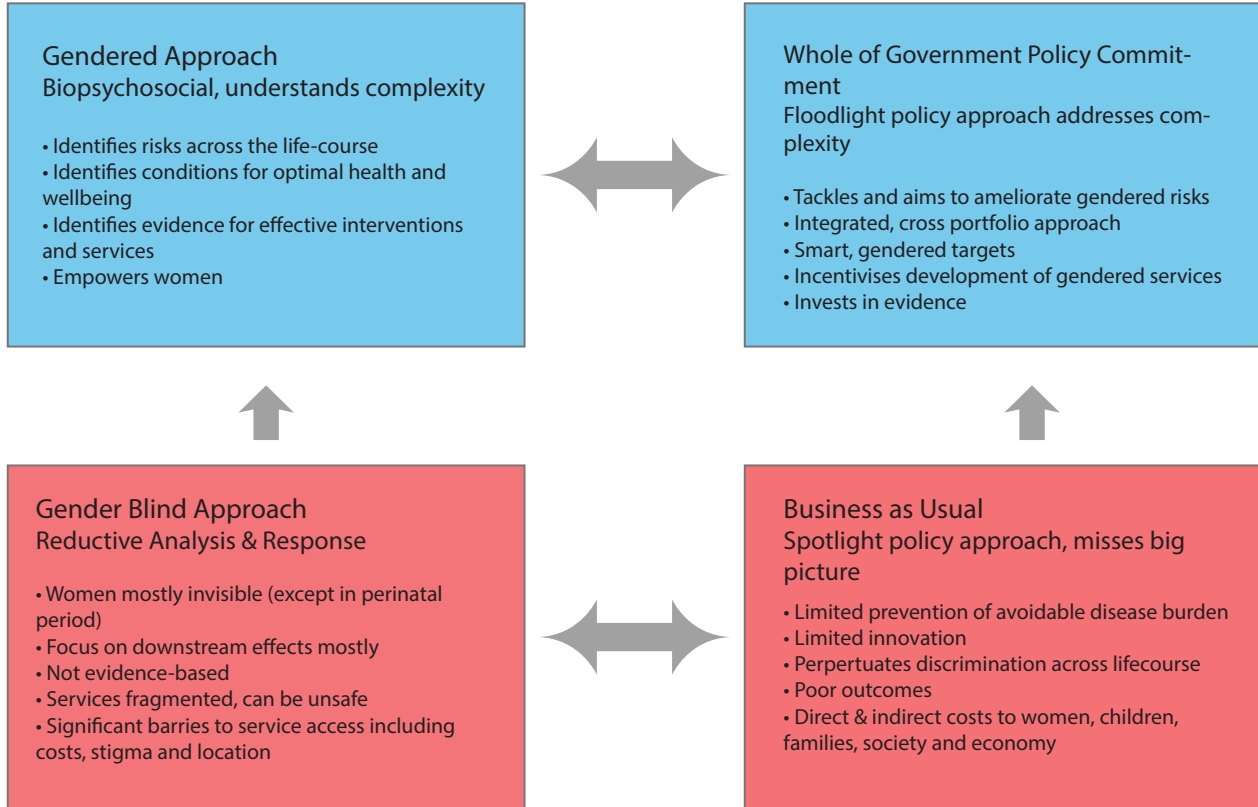 Gendered Approach
Biopsychosocial, understands complexity
• Identifies risks across the life-course
• Identifies conditions for optimal health and
wellbeing
• Identifies evidence for effective interventions
and services
• Empowers women
Whole of Government Policy Commit-
ment
Floodlight policy approach addresses com-
plexity
• Tackles and aims to ameliorate gendered risks
• Integrated, cross portfolio approach
• Smart, gendered targets
• Incentivises development of gendered services
• Invests in evidence
Gender Blind Approach
Reductive Analysis & Response
• Women mostly invisible (except in perinatal
period)
• Focus on downstream effects mostly
• Not evidence-based
• Services fragmented, can be unsafe
• Significant barries to service access including
costs, stigma and location
Business as Usual
Spotlight policy approach, misses big
picture
• Limited prevention of avoidable disease burden
• Limited innovation
• Perpertuates discrimination across lifecourse
• Poor outcomes
• Direct & indirect costs to women, children,
families, society and economy